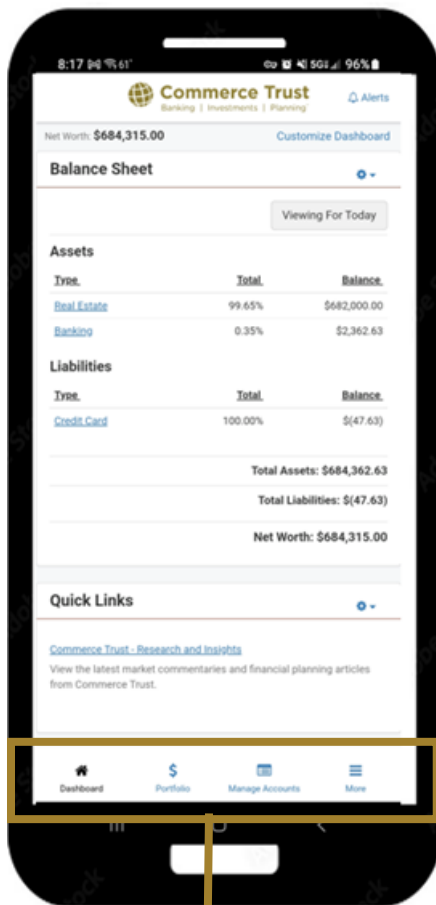 8:17 61° 5G 96%
Commerce Trust
Banking | Investments | Planning
Alerts
Net Worth: $684,315.00 Customize Dashboard
Balance Sheet
Viewing For Today
Assets
Type Total Balance
Real Estate 99.65% $682,000.00
Banking 0.35% $2,362.63
Liabilities
Type Total Balance
Credit Card 100.00% $(47.63)
Total Assets: $684,362.63
Total Liabilities: $(47.63)
Net Worth: $684,315.00
Quick Links
Commerce Trust - Research and Insights
View the latest market commentaries and financial planning articles
from Commerce Trust.
Dashboard Portfolio Manage Accounts More